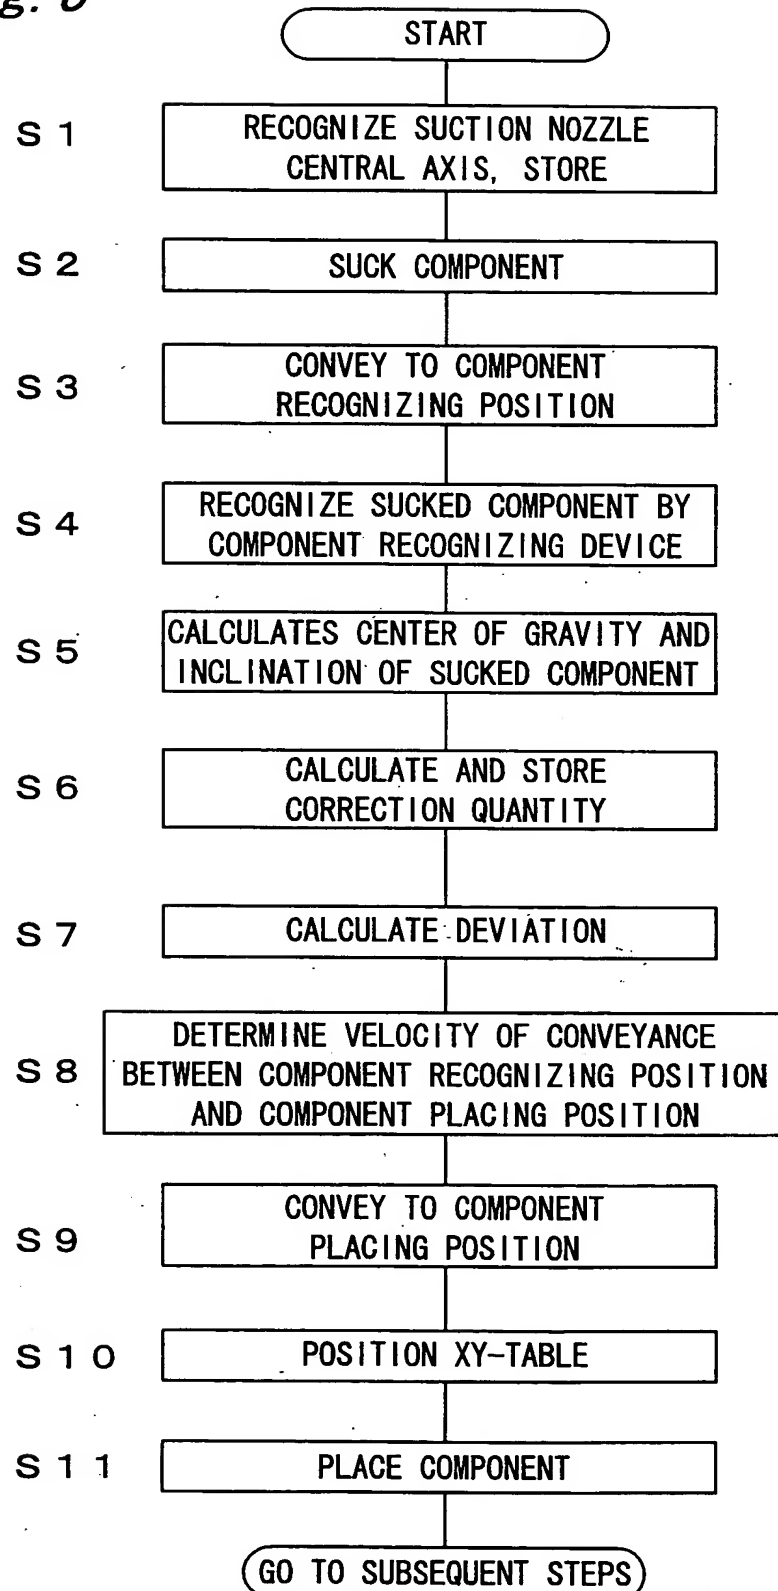 START
S 1
RECOGNIZE SUCTION NOZZLE
CENTRAL AXIS, STORE
S 2
SUCK COMPONENT
S 3
CONVEY TO COMPONENT
RECOGNIZING POSITION
S 4
RECOGNIZE SUCKED COMPONENT BY
COMPONENT RECOGNIZING DEVICE
S 5
CALCULATES CENTER OF GRAVITY AND
INCLINATION OF SUCKED COMPONENT
S 6
CALCULATE AND STORE
CORRECTION QUANTITY
S 7
CALCULATE DEVIATION
S 8
DETERMINE VELOCITY OF CONVEYANCE
BETWEEN COMPONENT RECOGNIZING POSITION
AND COMPONENT PLACING POSITION
S 9
CONVEY TO COMPONENT
PLACING POSITION
S 1 0
POSITION XY-TABLE
S 1 1
PLACE COMPONENT
GO TO SUBSEQUENT STEPS